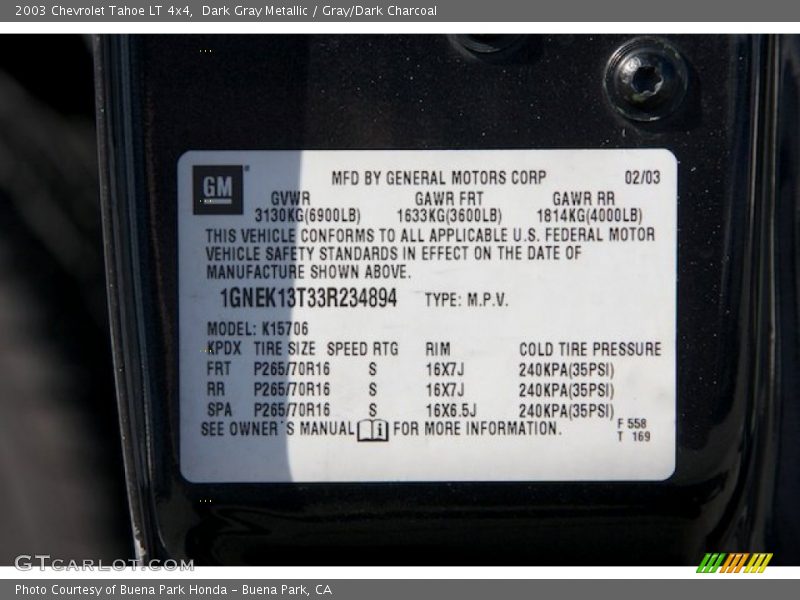 2003 Chevrolet Tahoe LT 4x4, Dark Gray Metallic / Gray/Dark Charcoal
GM MFD BY GENERAL MOTORS CORP 02/03
GVWR GAWR FRT GAWR RR
3130KG(6900LB) 1633KG(3600LB) 1814KG(4000LB)
THIS VEHICLE CONFORMS TO ALL APPLICABLE U.S. FEDERAL MOTOR
VEHICLE SAFETY STANDARDS IN EFFECT ON THE DATE OF
MANUFACTURE SHOWN ABOVE.
1GNEK13T33R234894 TYPE: M.P.V.
MODEL: K15706
KPDX TIRE SIZE SPEED RTG RIM COLD TIRE PRESSURE
FRT P265/70R16 S 16X7J 240KPA(35PSI)
RR P265/70R16 S 16X7J 240KPA(35PSI)
SPA P265/70R16 S 16X6.5J 240KPA(35PSI)
SEE OWNER'S MANUAL FOR MORE INFORMATION.
F 558
T 169
GTCARLOT.COM
Photo Courtesy of Buena Park Honda - Buena Park, CA